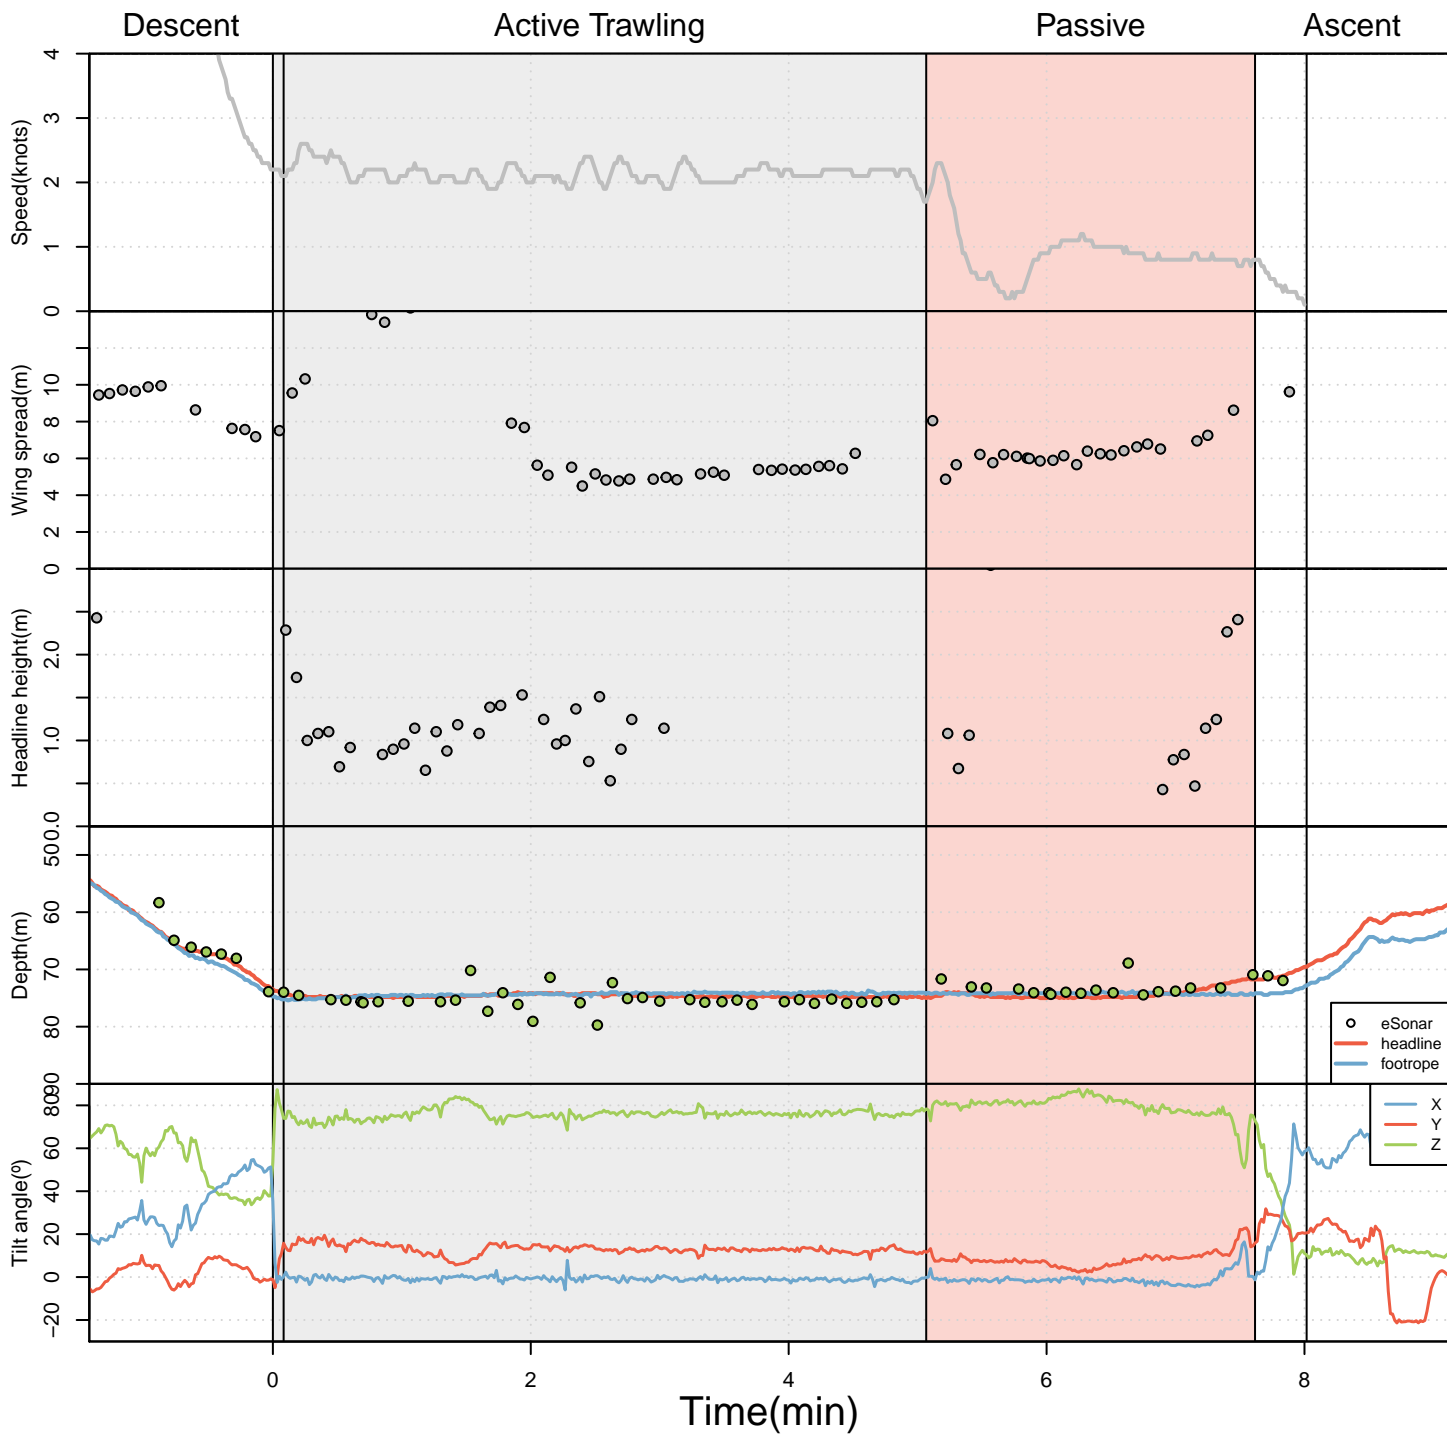 Descent Active Trawling Passive Ascent
Speed(knots)
4
3
2
1
0
Wing spread(m)
10
8
6
4
2
0
Headline height(m)
2.0
1.0
0.0
Depth(m)
50
60
70
80
90
eSonar
headline
footrope
Tilt angle(º)
80
60
40
20
0
−20
X
Y
Z
0 2 4 6 8
Time(min)